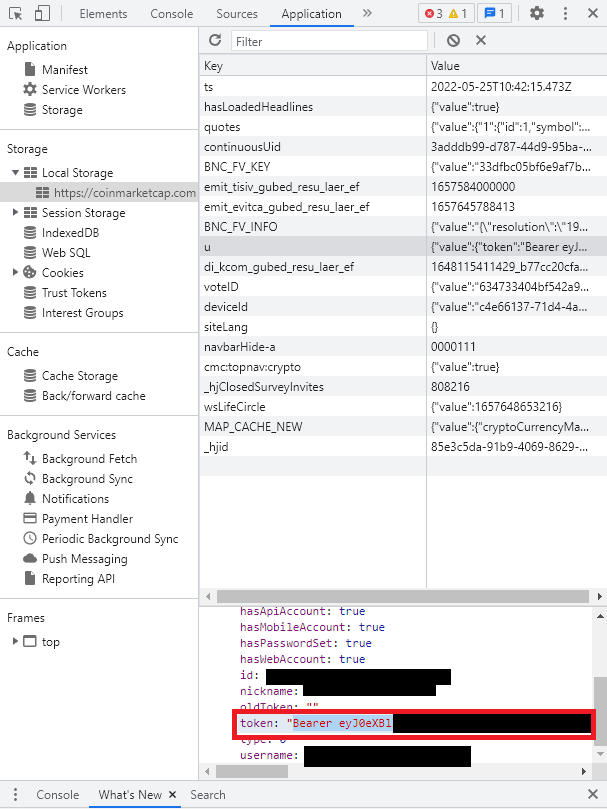 Elements Console Sources Application » 3 1 1
Application
Manifest
Service Workers
Storage
Storage
Local Storage
https://coinmarketcap.com
Session Storage
IndexedDB
Web SQL
Cookies
Trust Tokens
Interest Groups
Cache
Cache Storage
Back/forward cache
Background Services
Background Fetch
Background Sync
Notifications
Payment Handler
Periodic Background Sync
Push Messaging
Reporting API
Frames
top
Filter
Key Value
ts 2022-05-25T10:42:15.473Z
hasLoadedHeadlines {"value":true}
quotes {"value":{"1":{"id":1,"symbol":…
continuousUid 3adddb99-d787-44d9-95ba-…
BNC_FV_KEY {"value":"33dfbc05bf6e9af7b…
emit_tisiv_gubed_resu_laer_ef 1657584000000
emit_evitca_gubed_resu_laer_ef 1657645788413
BNC_FV_INFO {"value":"{\"resolution\":\"19…
u {"value":{"token":"Bearer eyJ…
di_kcom_gubed_resu_laer_ef 1648115411429_b77cc20cfa…
voteID {"value":"634733404bf542a9…
deviceId {"value":"c4e66137-71d4-4a…
siteLang {}
navbarHide-a 0000111
cmc:topnav:crypto {"value":true}
_hjClosedSurveyInvites 808216
wsLifeCircle {"value":1657648653216}
MAP_CACHE_NEW {"value":{"cryptoCurrencyMa…
_hjid 85e3c5da-91b9-4069-8629-…
hasApiAccount: true
hasMobileAccount: true
hasPasswordSet: true
hasWebAccount: true
id:
nickname:
oldToken: ""
token: "Bearer eyJ0eXBl
type: 0
username:
Console What's New × Search